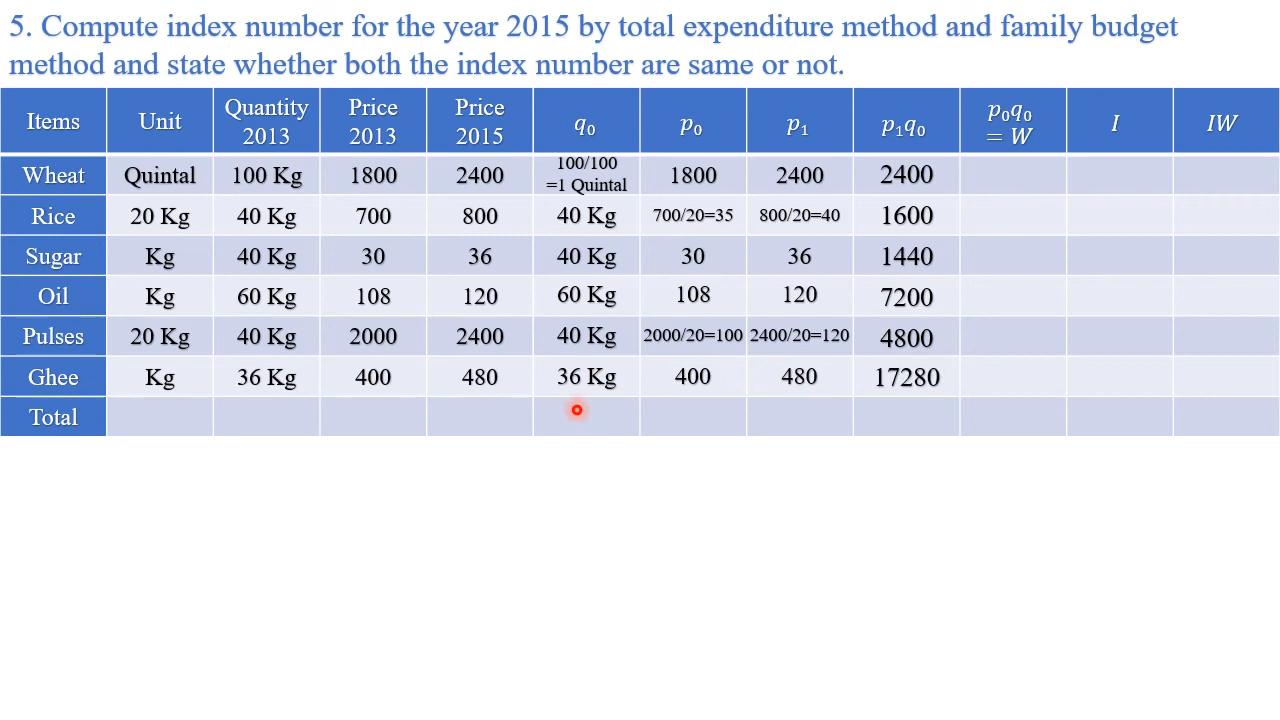 5. Compute index number for the year 2015 by total expenditure method and family budget
method and state whether both the index number are same or not.
Items Unit Quantity 2013 Price 2013 Price 2015 q₀ p₀ p₁ p₁q₀ p₀q₀ = W I IW
Wheat Quintal 100 Kg 1800 2400 100/100 =1 Quintal 1800 2400 2400
Rice 20 Kg 40 Kg 700 800 40 Kg 700/20=35 800/20=40 1600
Sugar Kg 40 Kg 30 36 40 Kg 30 36 1440
Oil Kg 60 Kg 108 120 60 Kg 108 120 7200
Pulses 20 Kg 40 Kg 2000 2400 40 Kg 2000/20=100 2400/20=120 4800
Ghee Kg 36 Kg 400 480 36 Kg 400 480 17280
Total